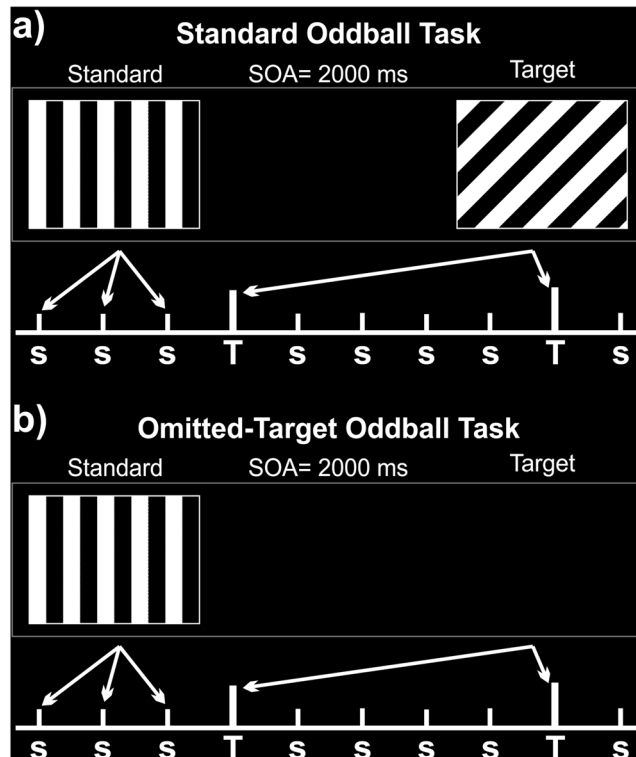 a)
Standard Oddball Task
Standard SOA= 2000 ms Target
s s s T s s s s T s
b)
Omitted-Target Oddball Task
Standard SOA= 2000 ms Target
s s s T s s s s T s